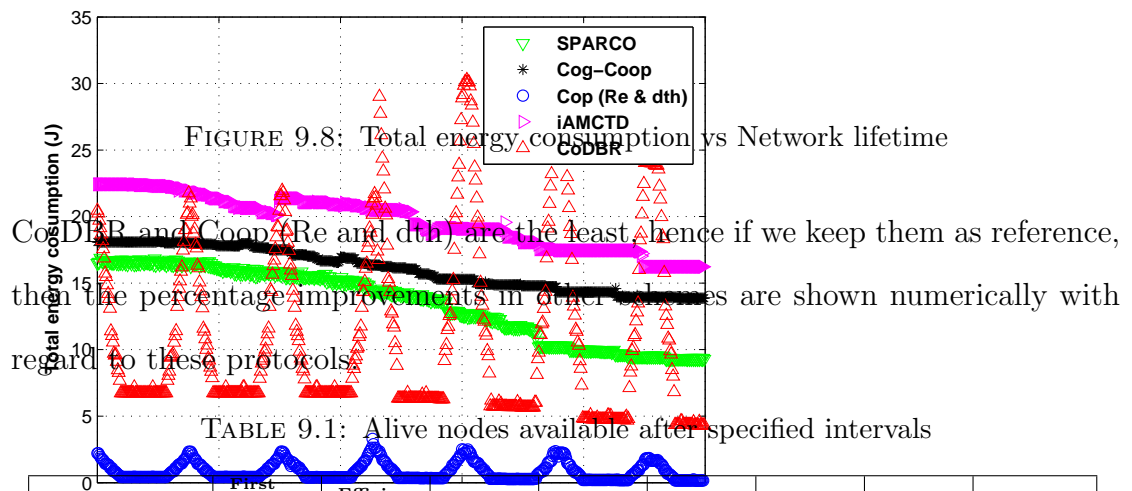 35
30
25
20
15
10
5
0
Total energy cosumption (J)
SPARCO
Cog−Coop
Cop (Re & dth)
iAMCTD
CoDBR
FIGURE 9.8: Total energy consumption vs Network lifetime
CoDBR and Coop (Re and dth) are the least, hence if we keep them as reference,
then the percentage improvements in other schemes are shown numerically with
regard to these protocols.
TABLE 9.1: Alive nodes available after specified intervals
First